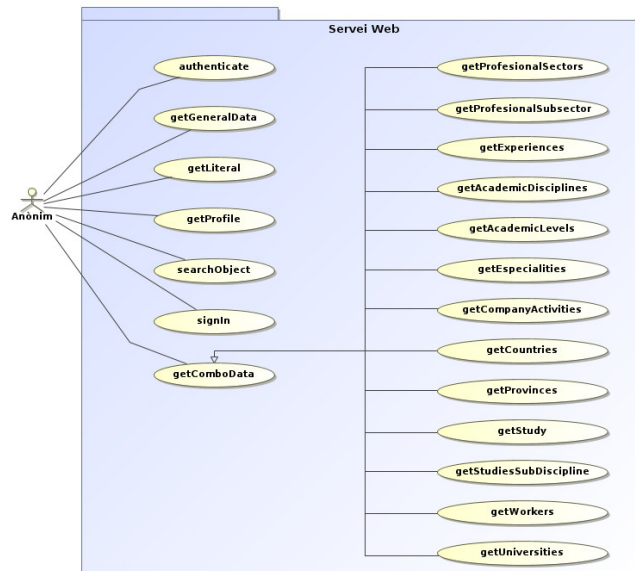 Servei Web
authenticate
getGeneralData
getLiteral
getProfile
searchObject
signIn
getComboData
Anònim
getProfesionalSectors
getProfesionalSubsector
getExperiences
getAcademicDisciplines
getAcademicLevels
getEspecialities
getCompanyActivities
getCountries
getProvinces
getStudy
getStudiesSubDiscipline
getWorkers
getUniversities